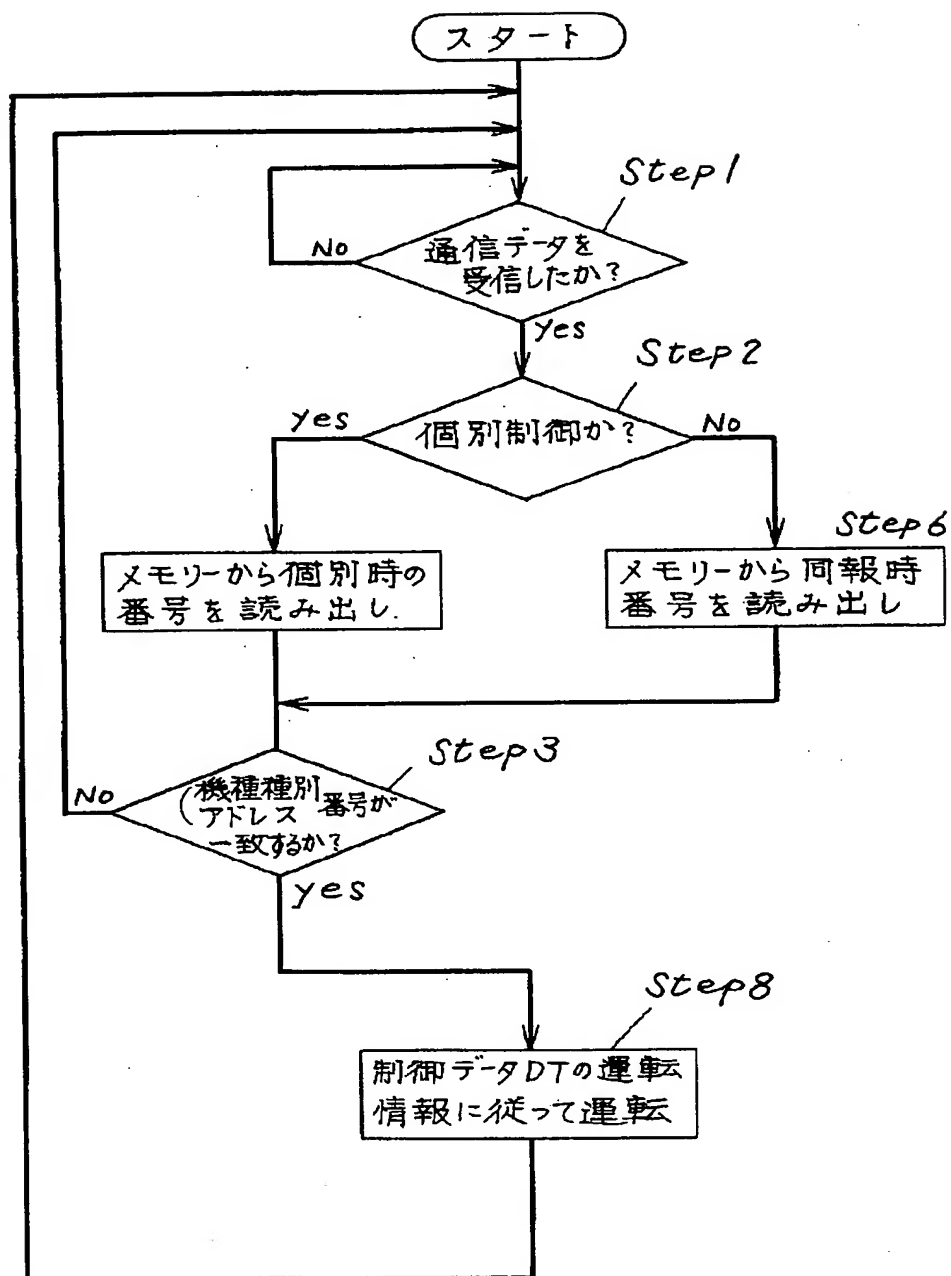 スタート
Step1
通信データを
受信したか?
No
yes
Step2
個別制御か?
yes
No
Step6
メモリーから個別時の
番号を読み出し.
メモリーから同報時
番号を読み出し
Step3
(機種種別
アドレス
番号が
一致するか?
No
yes
Step8
制御データDTの運転
情報に従って運転